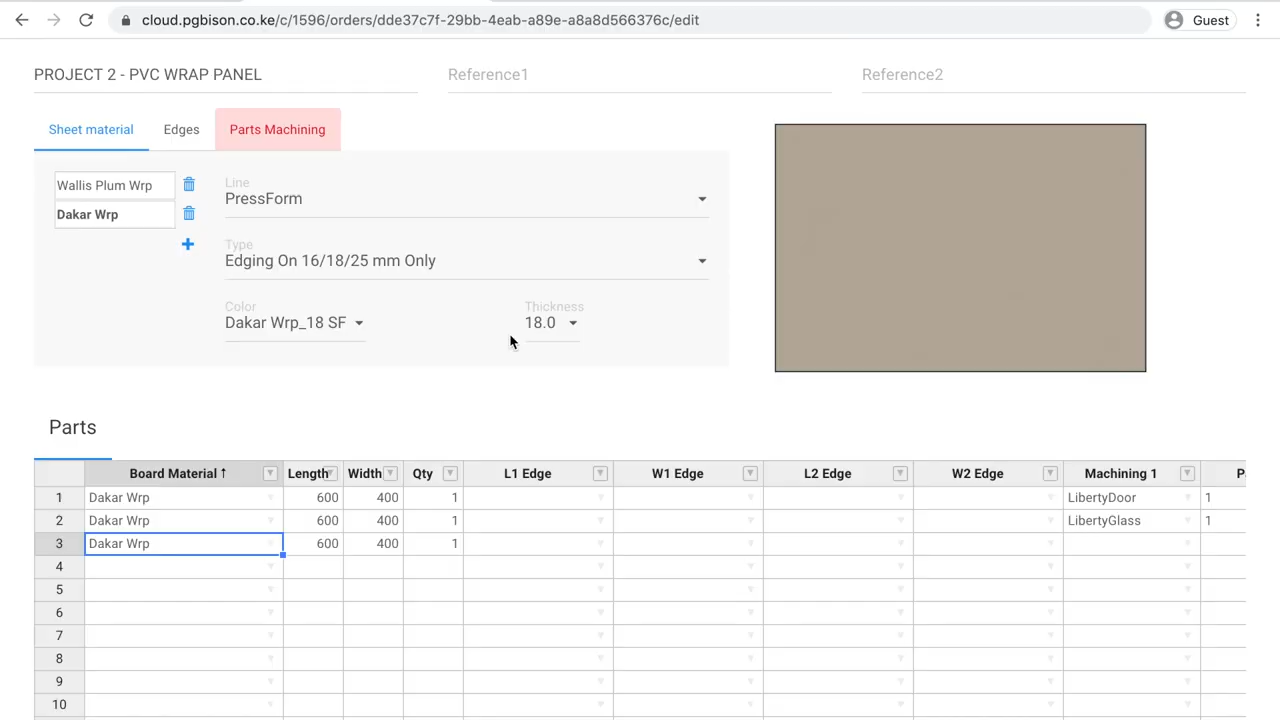 cloud.pgbison.co.ke/c/1596/orders/dde37c7f-29bb-4eab-a89e-a8a8d566376c/edit Guest
PROJECT 2 - PVC WRAP PANEL Reference1 Reference2
Sheet material Edges Parts Machining
Wallis Plum Wrp
Dakar Wrp
Line
PressForm
Type
Edging On 16/18/25 mm Only
Color Thickness
Dakar Wrp_18 SF 18.0
Parts
Board Material ↑ Length Width Qty L1 Edge W1 Edge L2 Edge W2 Edge Machining 1 P
1 Dakar Wrp 600 400 1 LibertyDoor 1
2 Dakar Wrp 600 400 1 LibertyGlass 1
3 Dakar Wrp 600 400 1
4
5
6
7
8
9
10